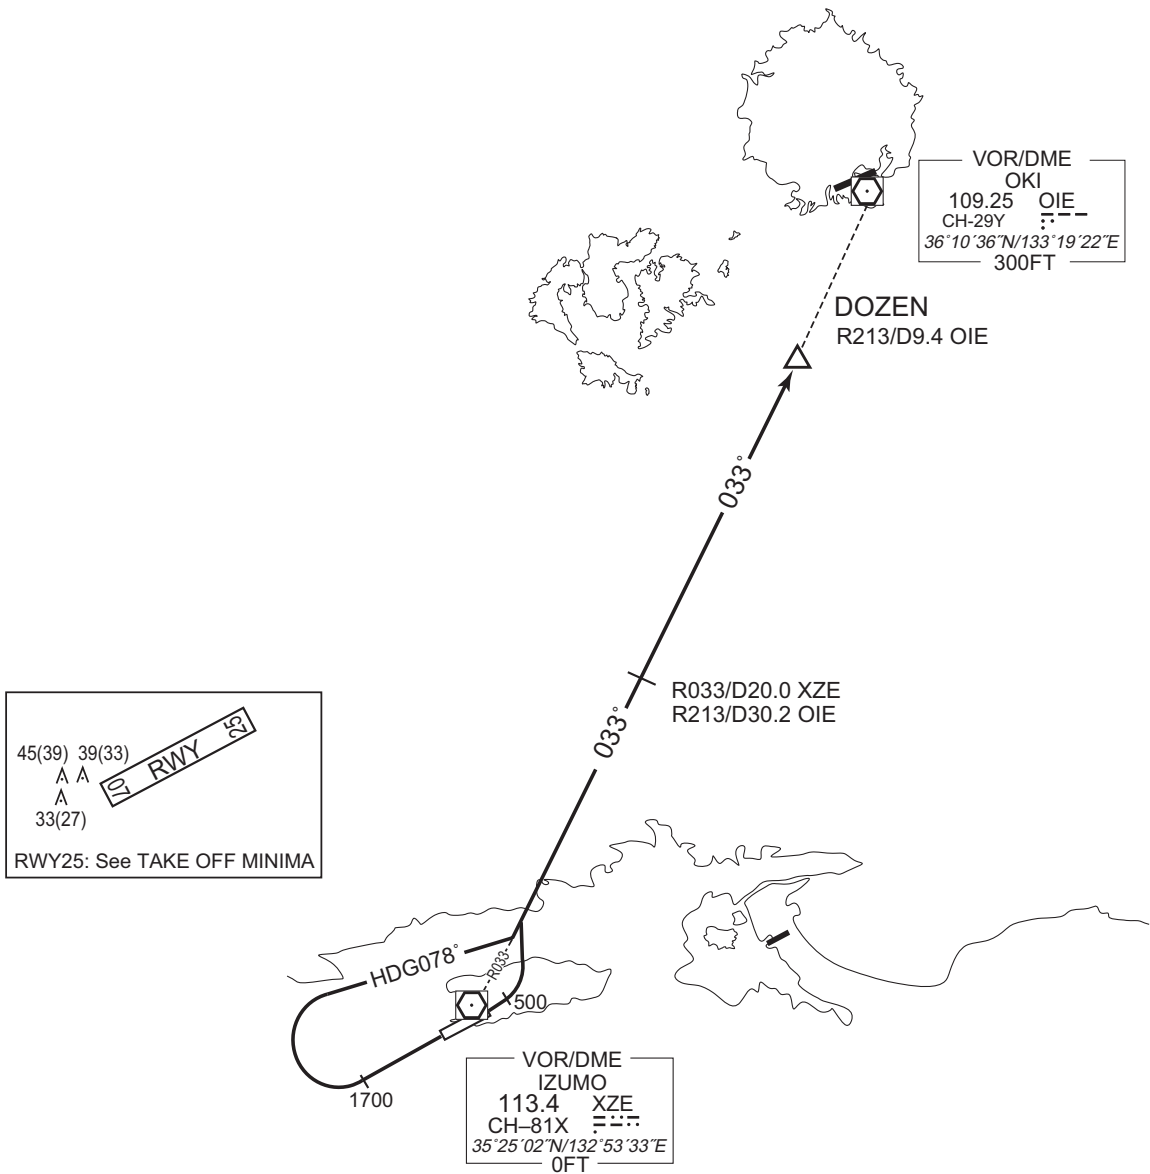 VOR/DME
OKI
109.25 OIE
CH-29Y
36°10´36˝N/133°19´22˝E
300FT
DOZEN
R213/D9.4 OIE
033°
R033/D20.0 XZE
R213/D30.2 OIE
033°
45(39) 39(33)
33(27)
07 RWY 25
RWY25: See TAKE OFF MINIMA
HDG078°
R033
500
1700
VOR/DME
IZUMO
113.4 XZE
CH–81X
35°25´02˝N/132°53´33˝E
0FT